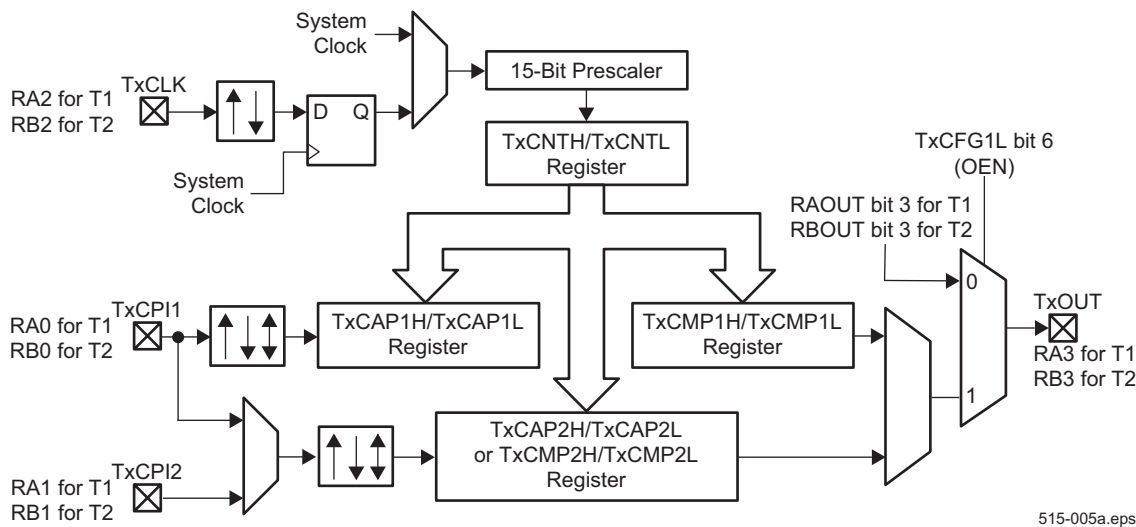 System
Clock
15-Bit Prescaler
TxCLK
RA2 for T1
RB2 for T2
D Q
System
Clock
TxCNTH/TxCNTL
Register
TxCFG1L bit 6
(OEN)
RAOUT bit 3 for T1
RBOUT bit 3 for T2
0
TxOUT
RA3 for T1
RB3 for T2
1
TxCPI1
RA0 for T1
RB0 for T2
TxCAP1H/TxCAP1L
Register
TxCMP1H/TxCMP1L
Register
TxCAP2H/TxCAP2L
or TxCMP2H/TxCMP2L
Register
TxCPI2
RA1 for T1
RB1 for T2
515-005a.eps